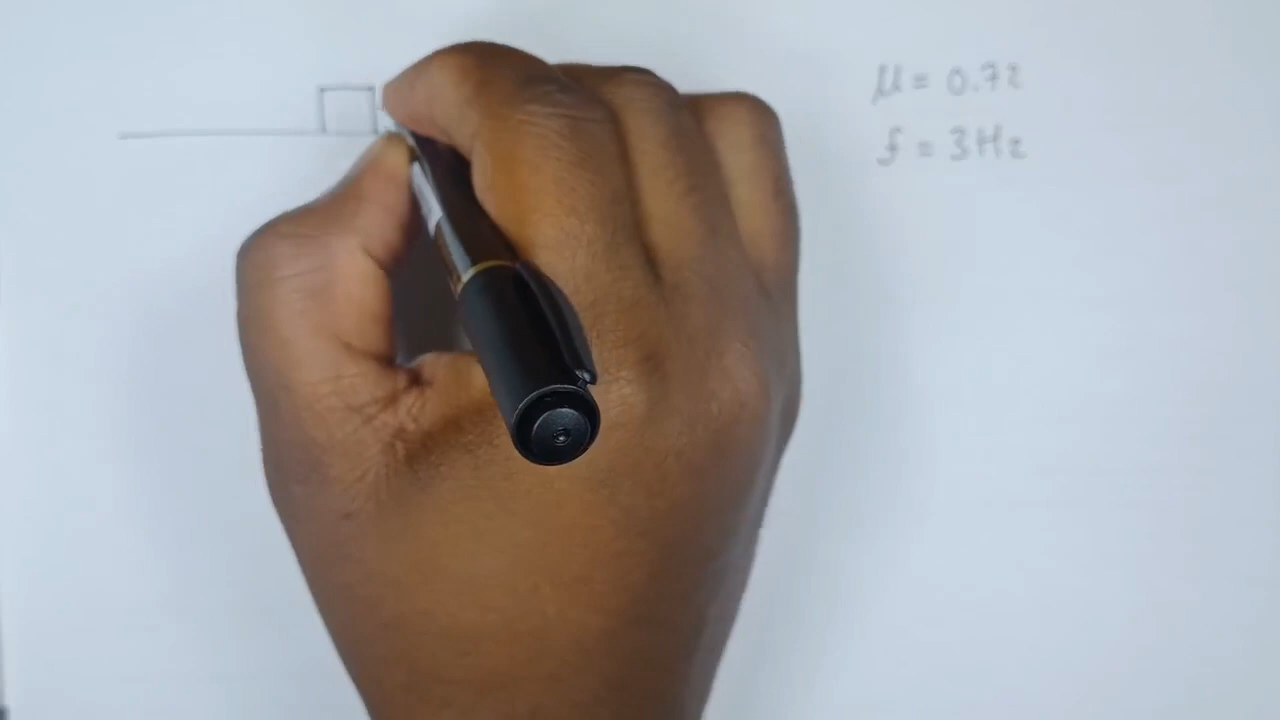 μ = 0.72
f = 3Hz